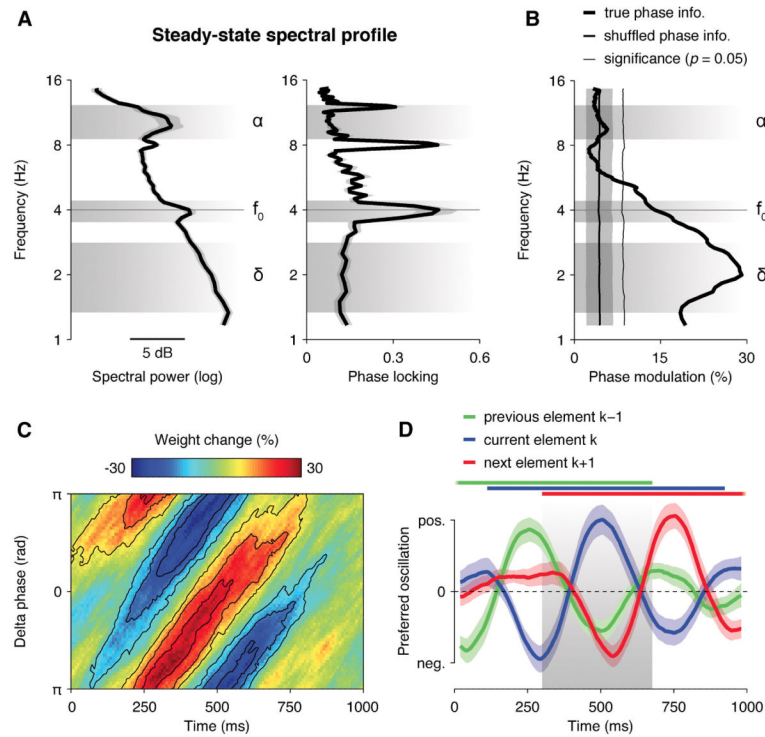 A
Steady-state spectral profile
16
8
4
2
1
Frequency (Hz)
α
f0
δ
5 dB
Spectral power (log)
16
8
4
2
1
Frequency (Hz)
0
0.3
0.6
Phase locking
B
true phase info.
shuffled phase info.
significance (p = 0.05)
16
8
4
2
1
Frequency (Hz)
α
f0
δ
0
15
30
Phase modulation (%)
C
Weight change (%)
-30
30
π
0
π
Delta phase (rad)
0
250
500
750
1000
Time (ms)
D
previous element k−1
current element k
next element k+1
pos.
0
neg.
Preferred oscillation
0
250
500
750
1000
Time (ms)